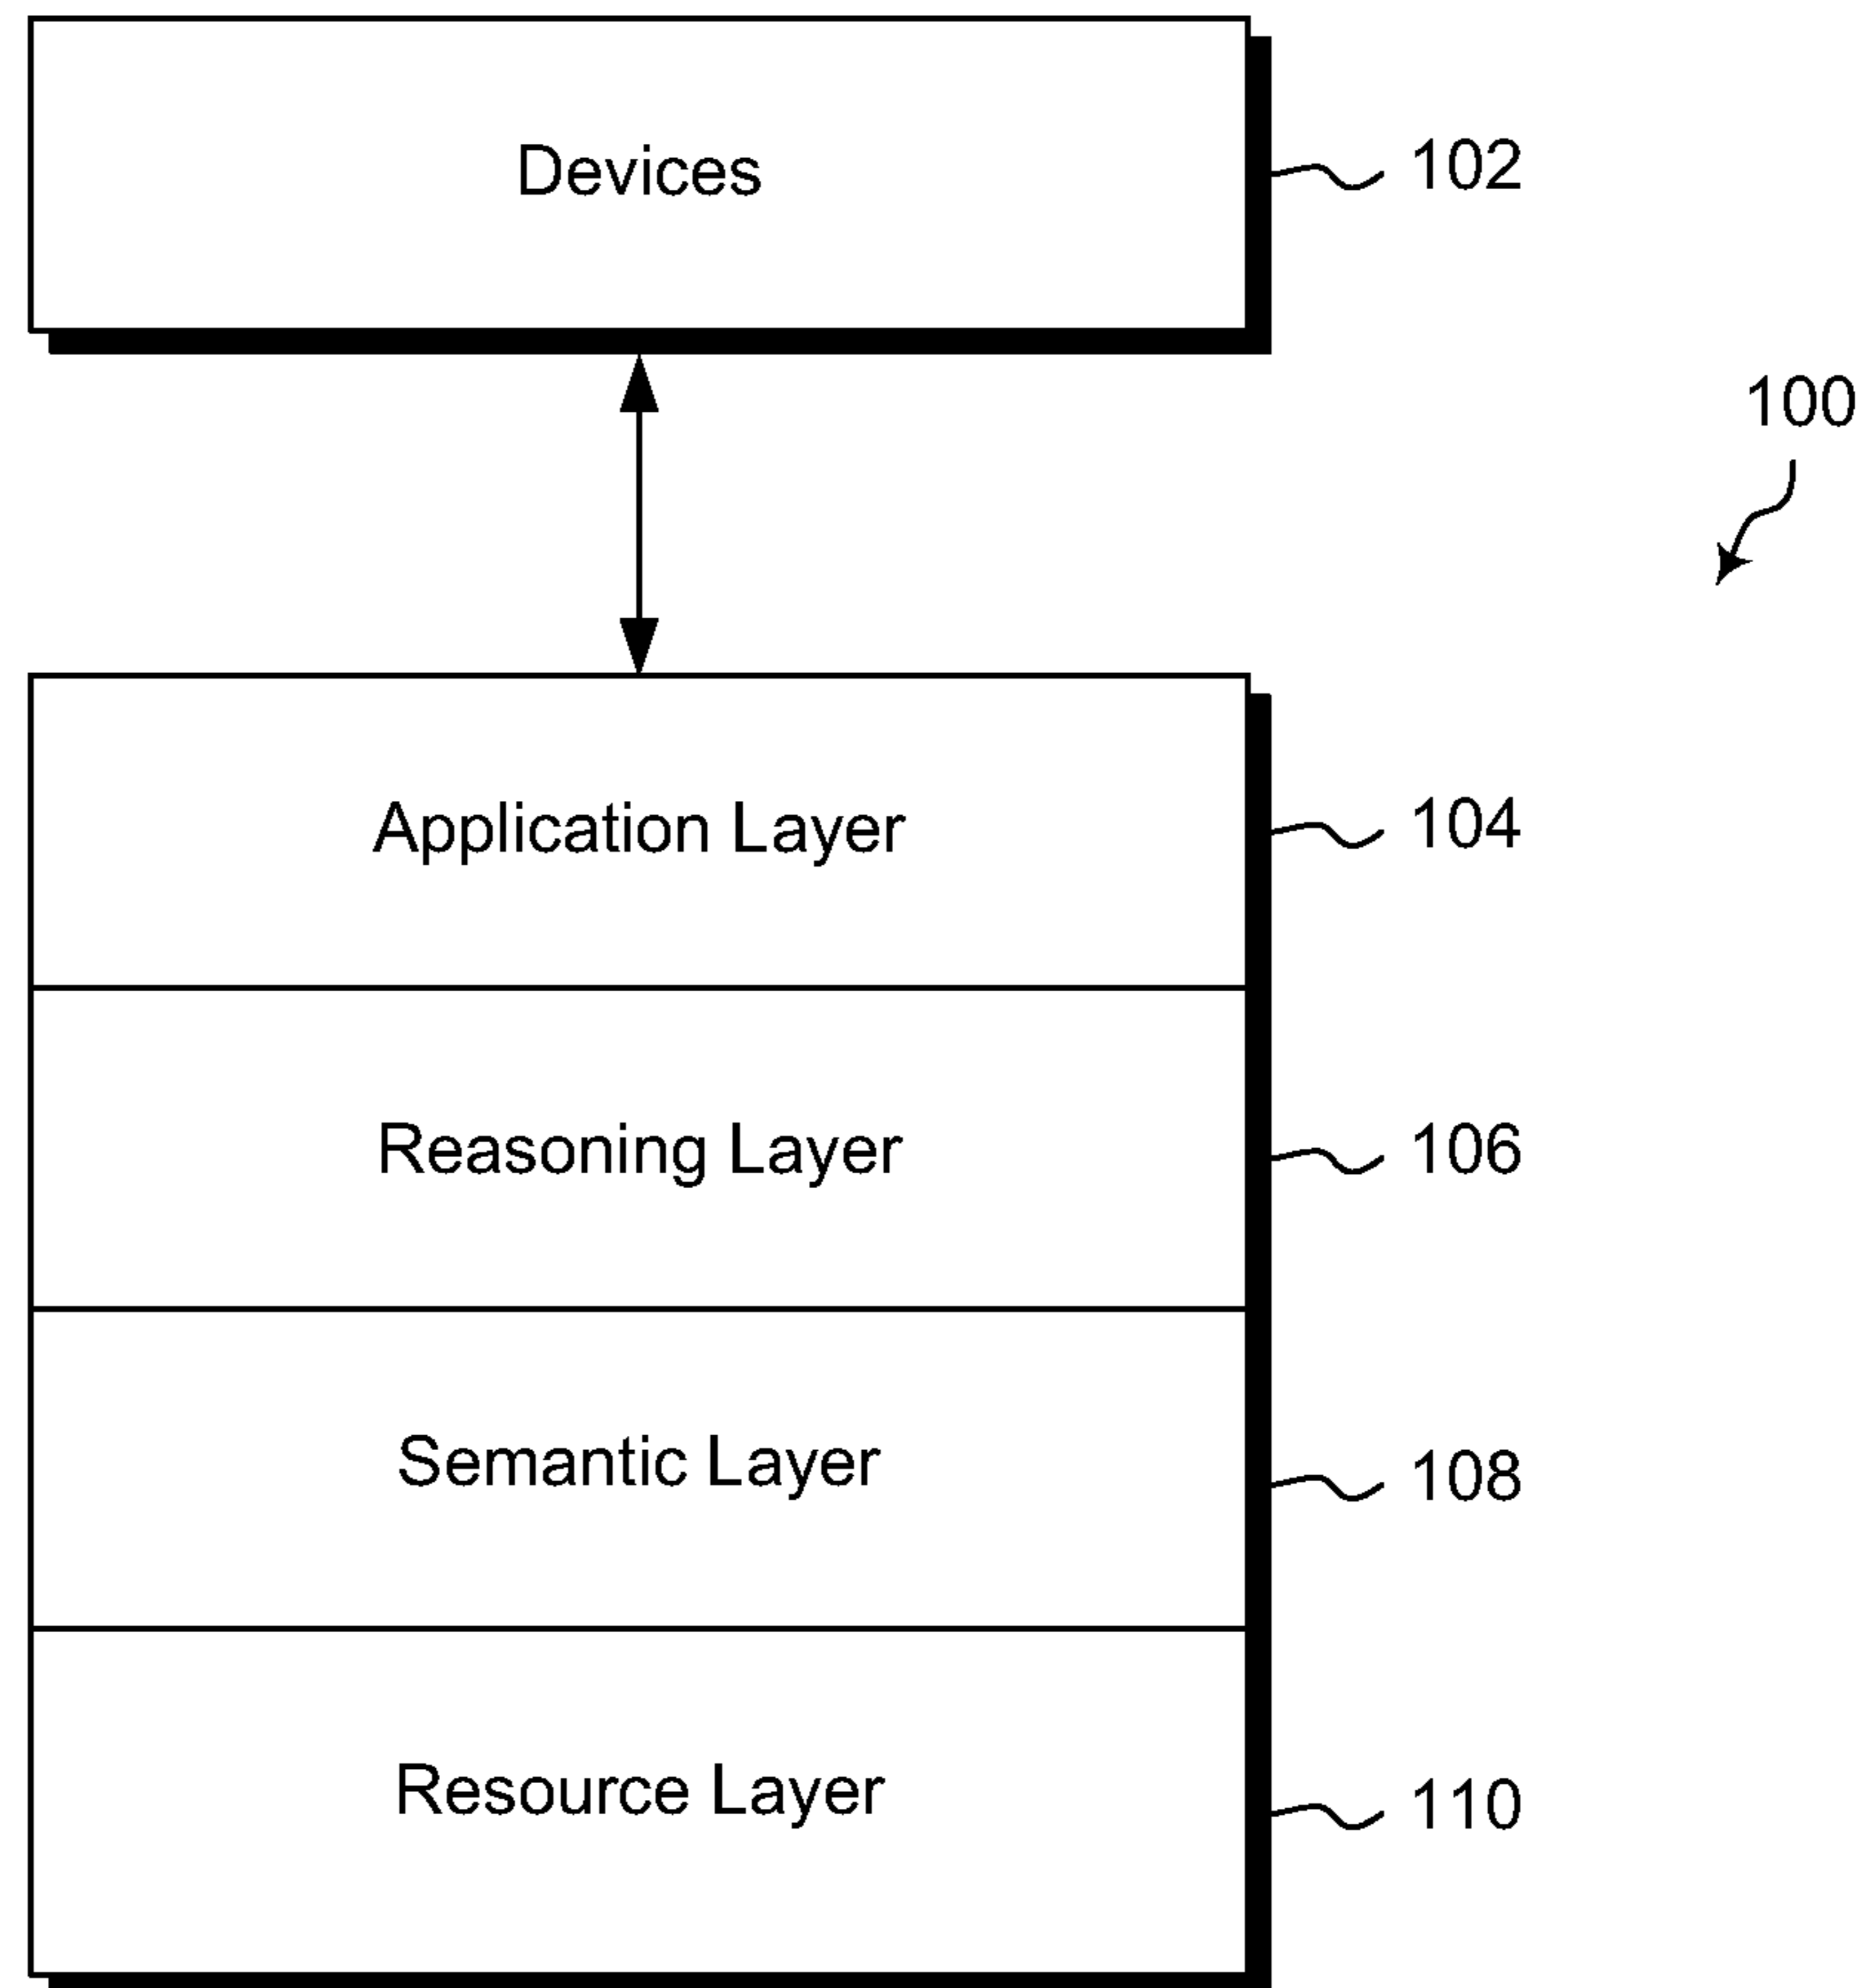 Devices
102
100
Application Layer
104
Reasoning Layer
106
Semantic Layer
108
Resource Layer
110